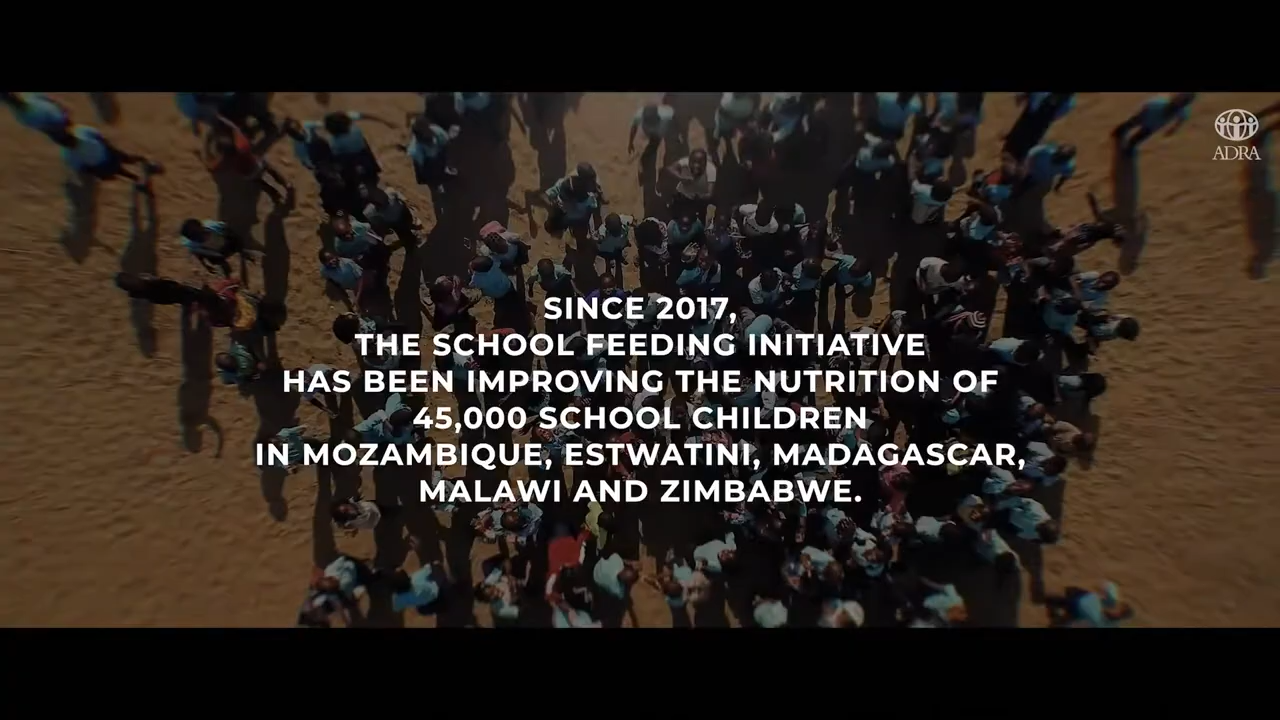 ADRA
SINCE 2017,
THE SCHOOL FEEDING INITIATIVE
HAS BEEN IMPROVING THE NUTRITION OF
45,000 SCHOOL CHILDREN
IN MOZAMBIQUE, ESTWATINI, MADAGASCAR,
MALAWI AND ZIMBABWE.